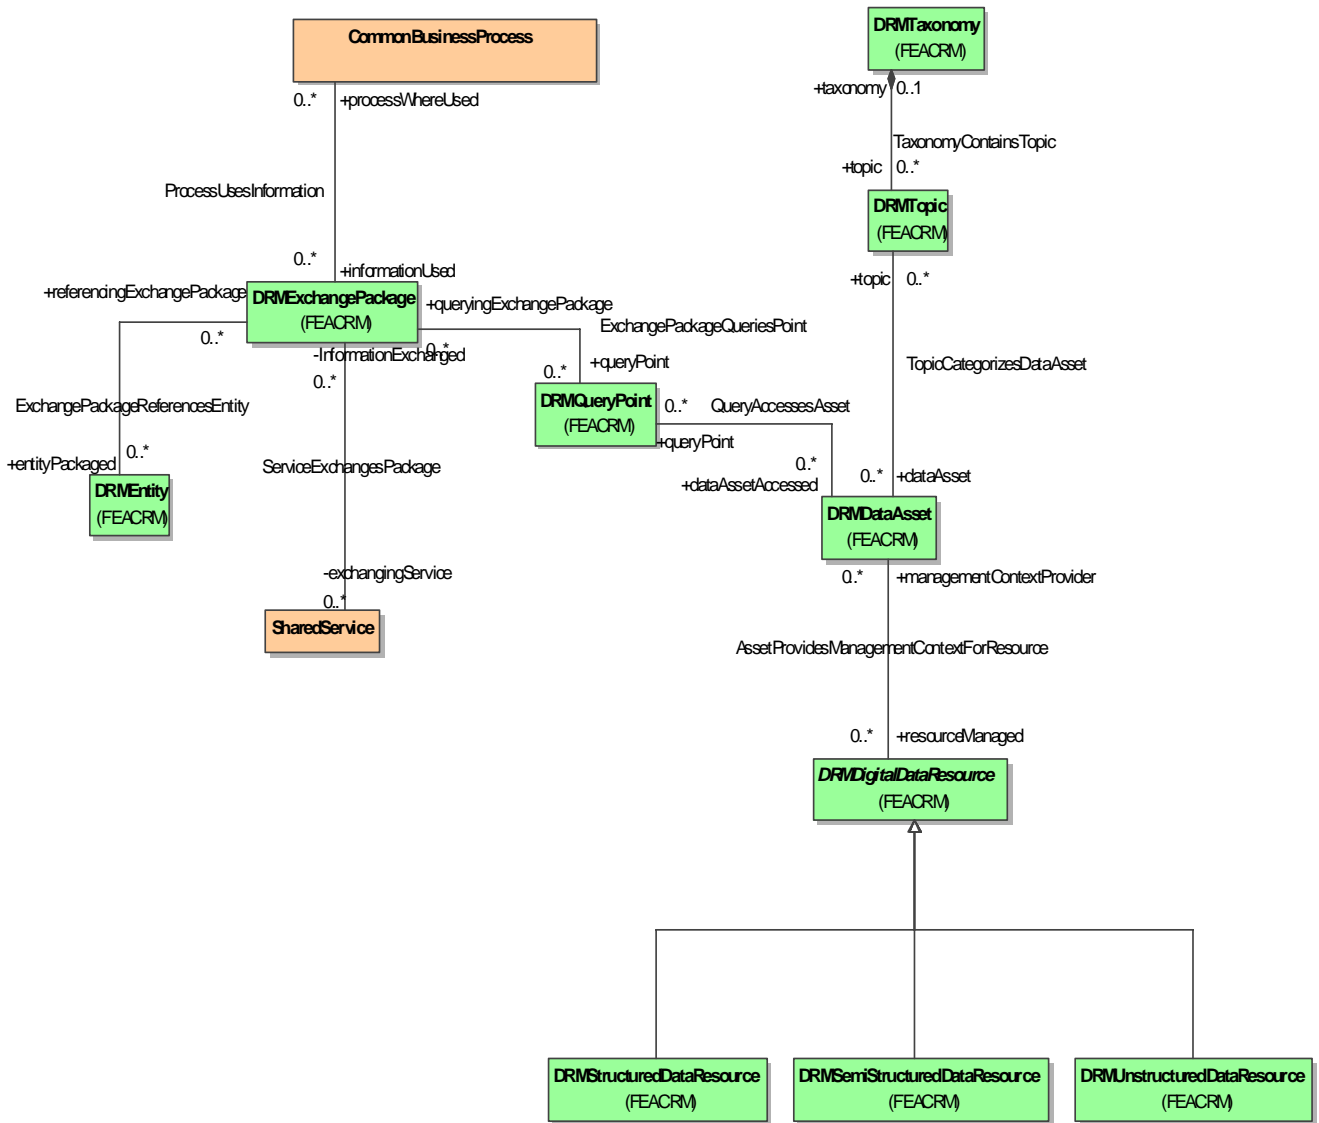 CommonBusinessProcess
0..*
+processWhereUsed
ProcessUsesInformation
0..*
+informationUsed
+referencingExchangePackage
DRMExchangePackage
(FEACRM)
+queryingExchangePackage
0..*
0..*
ExchangePackageQueriesPoint
-InformationExchanged
0..*
0..*
+queryPoint
ExchangePackageReferencesEntity
0..*
+entityPackaged
DRMEntity
(FEACRM)
ServiceExchangesPackage
-exchangingService
0..*
SharedService
DRMQueryPoint
(FEACRM)
0..*
QueryAccessesAsset
+queryPoint
0..*
+dataAssetAccessed
DRMTaxonomy
(FEACRM)
+taxonomy
0..1
TaxonomyContainsTopic
+topic
0..*
DRMTopic
(FEACRM)
+topic
0..*
TopicCategorizesDataAsset
0..*
+dataAsset
DRMDataAsset
(FEACRM)
0..*
+managementContextProvider
AssetProvidesManagementContextForResource
0..*
+resourceManaged
DRMDigitalDataResource
(FEACRM)
DRMStructuredDataResource
(FEACRM)
DRMSemiStructuredDataResource
(FEACRM)
DRMUnstructuredDataResource
(FEACRM)